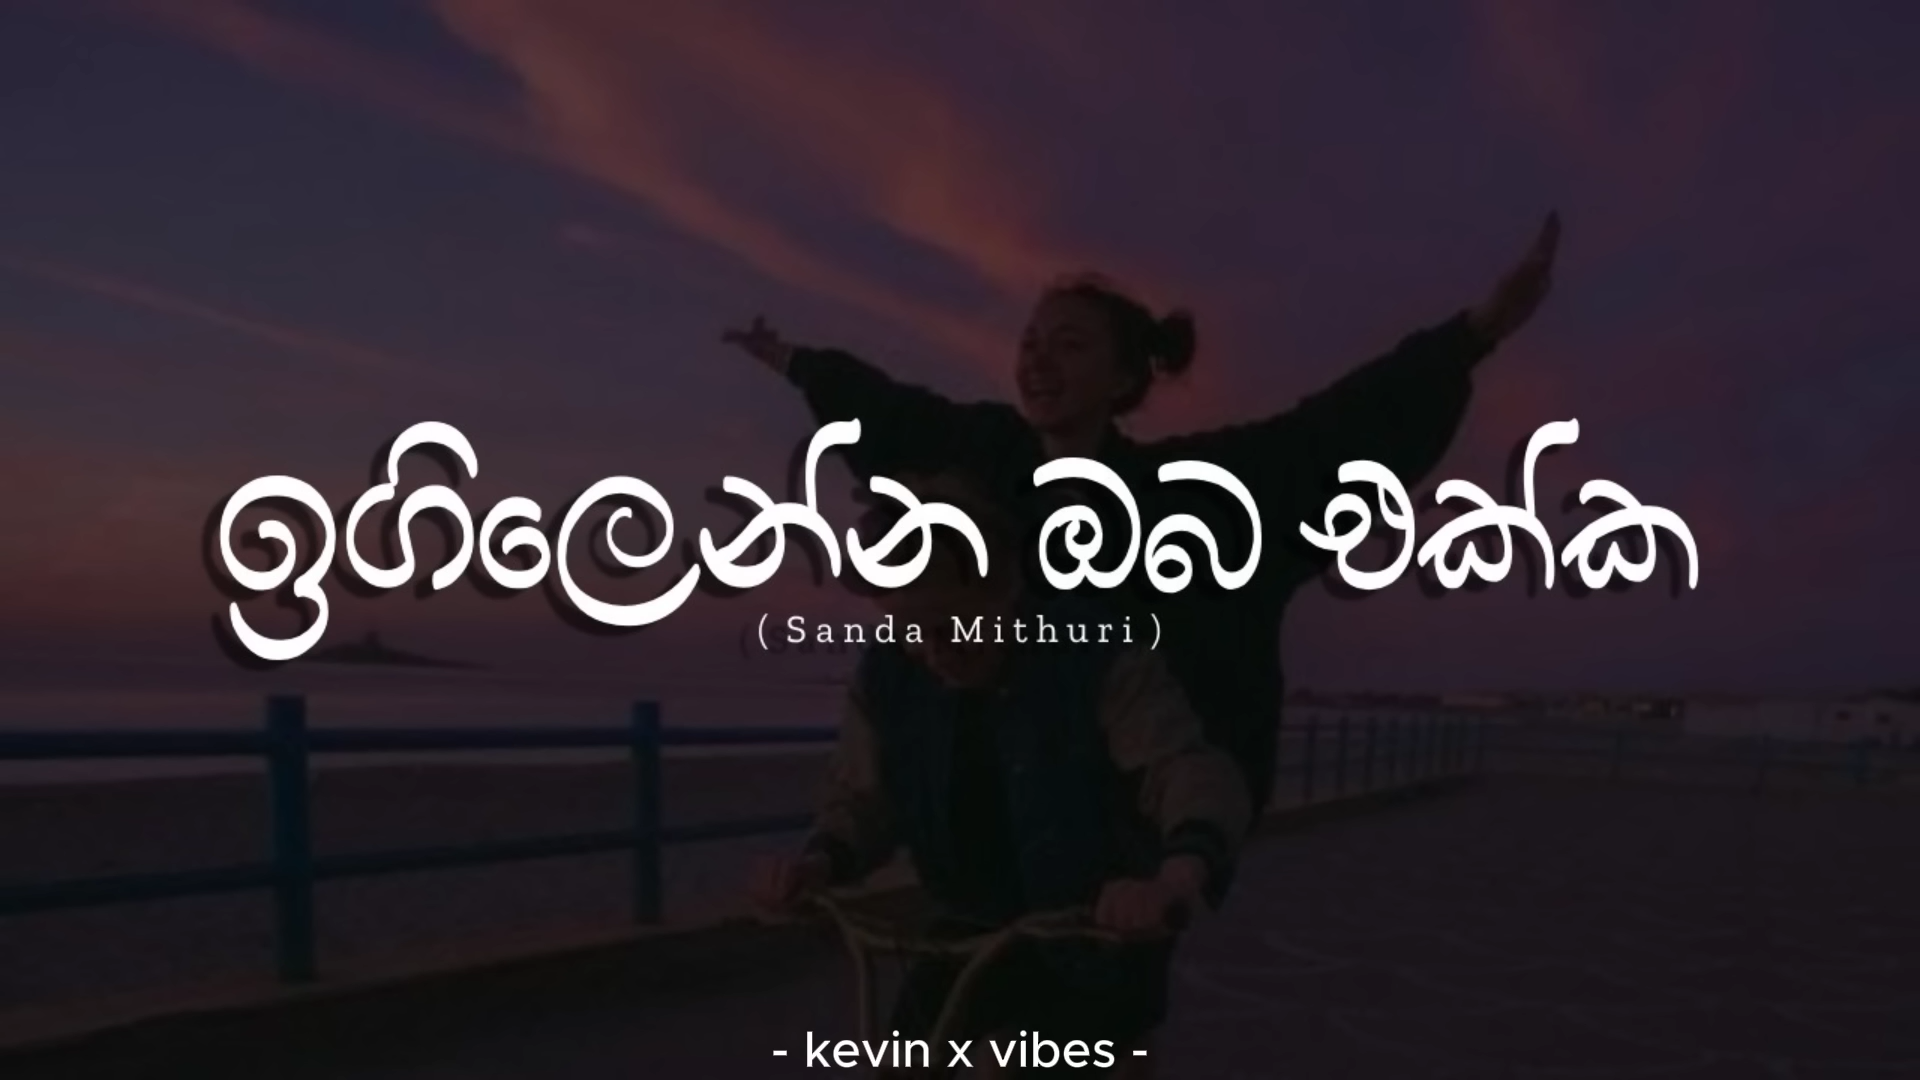 ඉගිලෙන්න ඔබ එක්ක
( Sanda Mithuri )
- kevin x vibes -